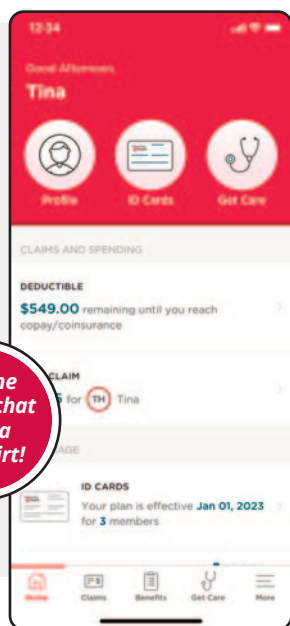 12:34
Good Afternoon,
Tina
Profile
ID Cards
Get Care
CLAIMS AND SPENDING
DEDUCTIBLE
$549.00 remaining until you reach
copay/coinsurance
CLAIM
for TH Tina
that
a
ID CARDS
Your plan is effective Jan 01, 2023
for 3 members
Home
Claims
Benefits
Get Care
More